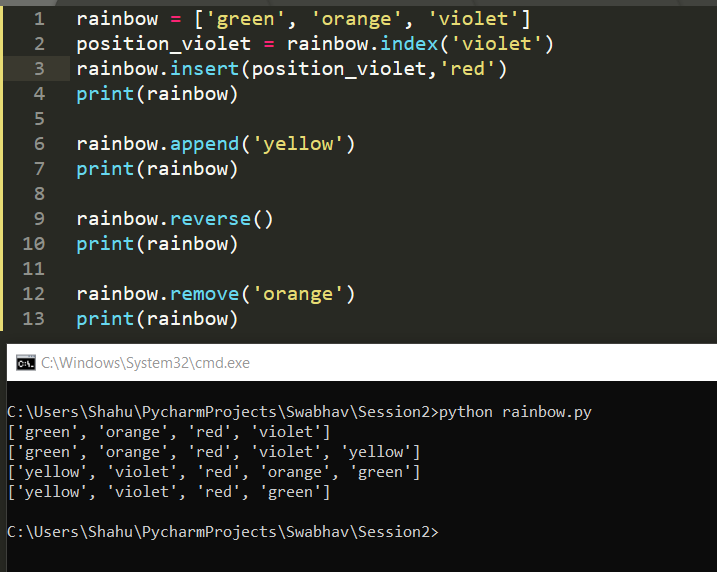 1 rainbow = ['green', 'orange', 'violet']
2 position_violet = rainbow.index('violet')
3 rainbow.insert(position_violet,'red')
4 print(rainbow)
5
6 rainbow.append('yellow')
7 print(rainbow)
8
9 rainbow.reverse()
10 print(rainbow)
11
12 rainbow.remove('orange')
13 print(rainbow)
C:\. C:\Windows\System32\cmd.exe
C:\Users\Shahu\PycharmProjects\Swabhav\Session2>python rainbow.py
['green', 'orange', 'red', 'violet']
['green', 'orange', 'red', 'violet', 'yellow']
['yellow', 'violet', 'red', 'orange', 'green']
['yellow', 'violet', 'red', 'green']
C:\Users\Shahu\PycharmProjects\Swabhav\Session2>